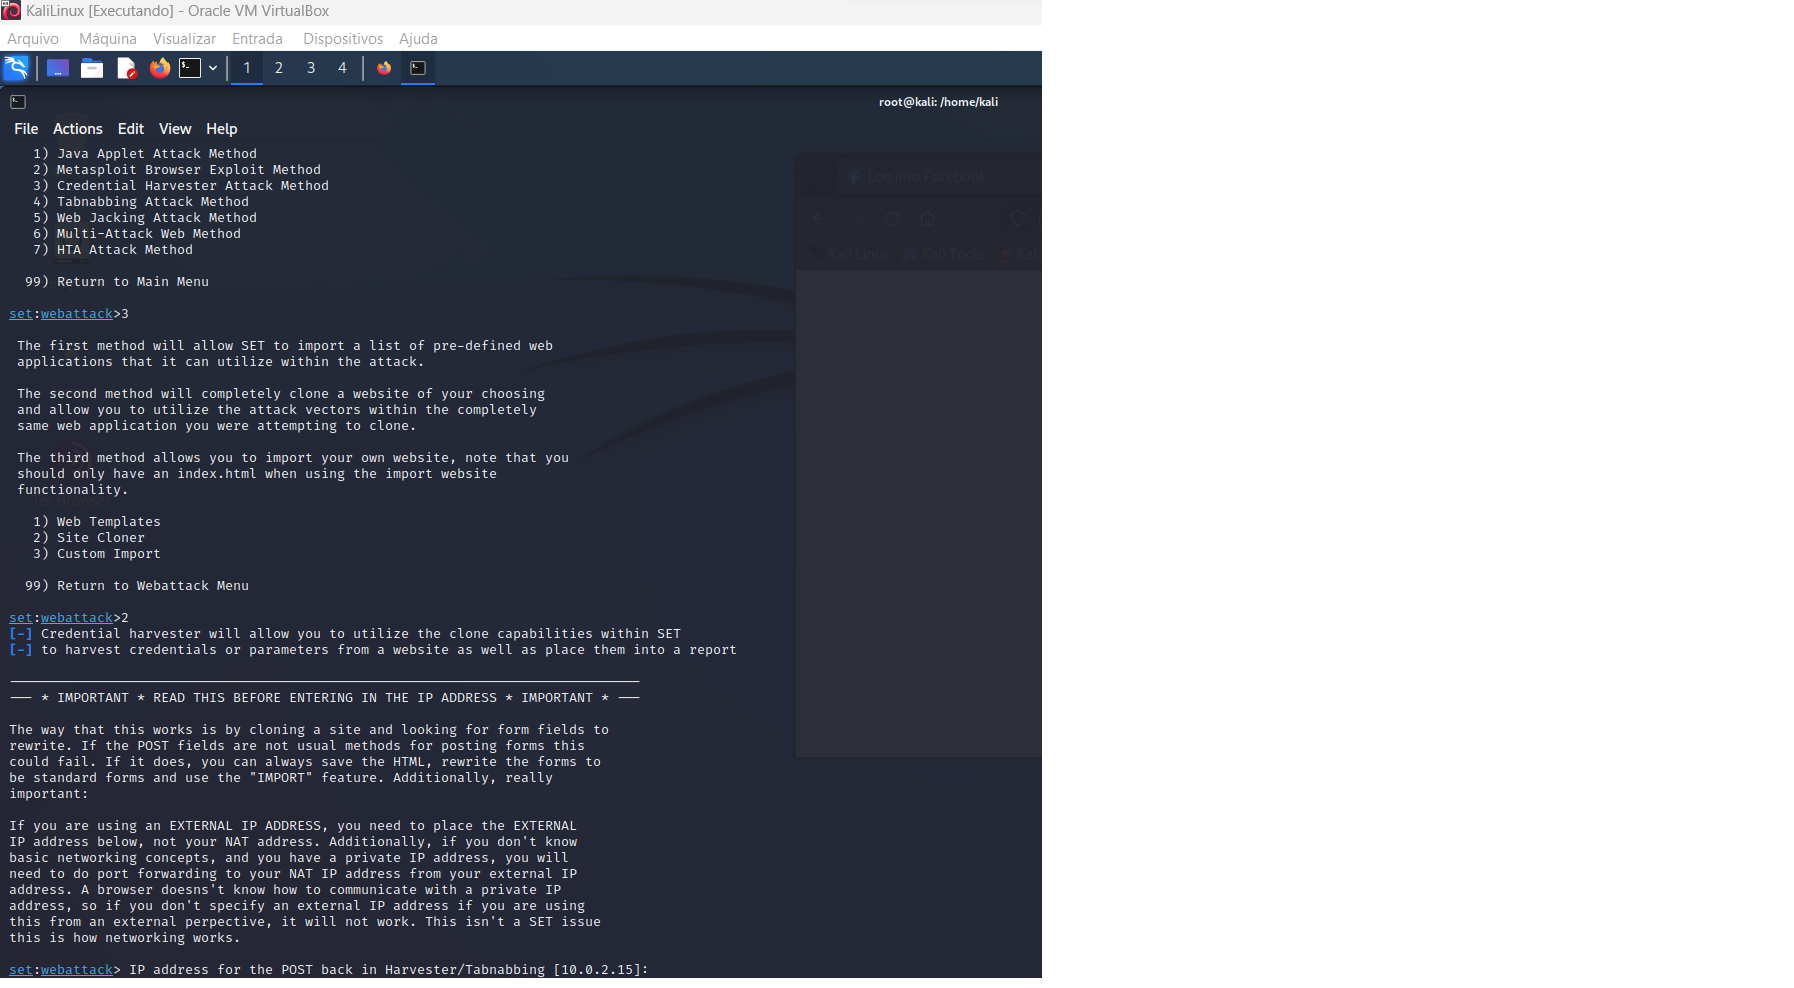 KaliLinux [Executando] - Oracle VM VirtualBox
Arquivo Máquina Visualizar Entrada Dispositivos Ajuda
1 2 3 4
root@kali: /home/kali
File Actions Edit View Help
1) Java Applet Attack Method
2) Metasploit Browser Exploit Method
3) Credential Harvester Attack Method
4) Tabnabbing Attack Method
5) Web Jacking Attack Method
6) Multi-Attack Web Method
7) HTA Attack Method
99) Return to Main Menu
set:webattack>3
The first method will allow SET to import a list of pre-defined web
applications that it can utilize within the attack.
The second method will completely clone a website of your choosing
and allow you to utilize the attack vectors within the completely
same web application you were attempting to clone.
The third method allows you to import your own website, note that you
should only have an index.html when using the import website
functionality.
1) Web Templates
2) Site Cloner
3) Custom Import
99) Return to Webattack Menu
set:webattack>2
[-] Credential harvester will allow you to utilize the clone capabilities within SET
[-] to harvest credentials or parameters from a website as well as place them into a report
--- * IMPORTANT * READ THIS BEFORE ENTERING IN THE IP ADDRESS * IMPORTANT * ---
The way that this works is by cloning a site and looking for form fields to
rewrite. If the POST fields are not usual methods for posting forms this
could fail. If it does, you can always save the HTML, rewrite the forms to
be standard forms and use the "IMPORT" feature. Additionally, really
important:
If you are using an EXTERNAL IP ADDRESS, you need to place the EXTERNAL
IP address below, not your NAT address. Additionally, if you don't know
basic networking concepts, and you have a private IP address, you will
need to do port forwarding to your NAT IP address from your external IP
address. A browser doesns't know how to communicate with a private IP
address, so if you don't specify an external IP address if you are using
this from an external perpective, it will not work. This isn't a SET issue
this is how networking works.
set:webattack> IP address for the POST back in Harvester/Tabnabbing [10.0.2.15]:
Log into Facebook
Kali Linux Kali Tools Kal